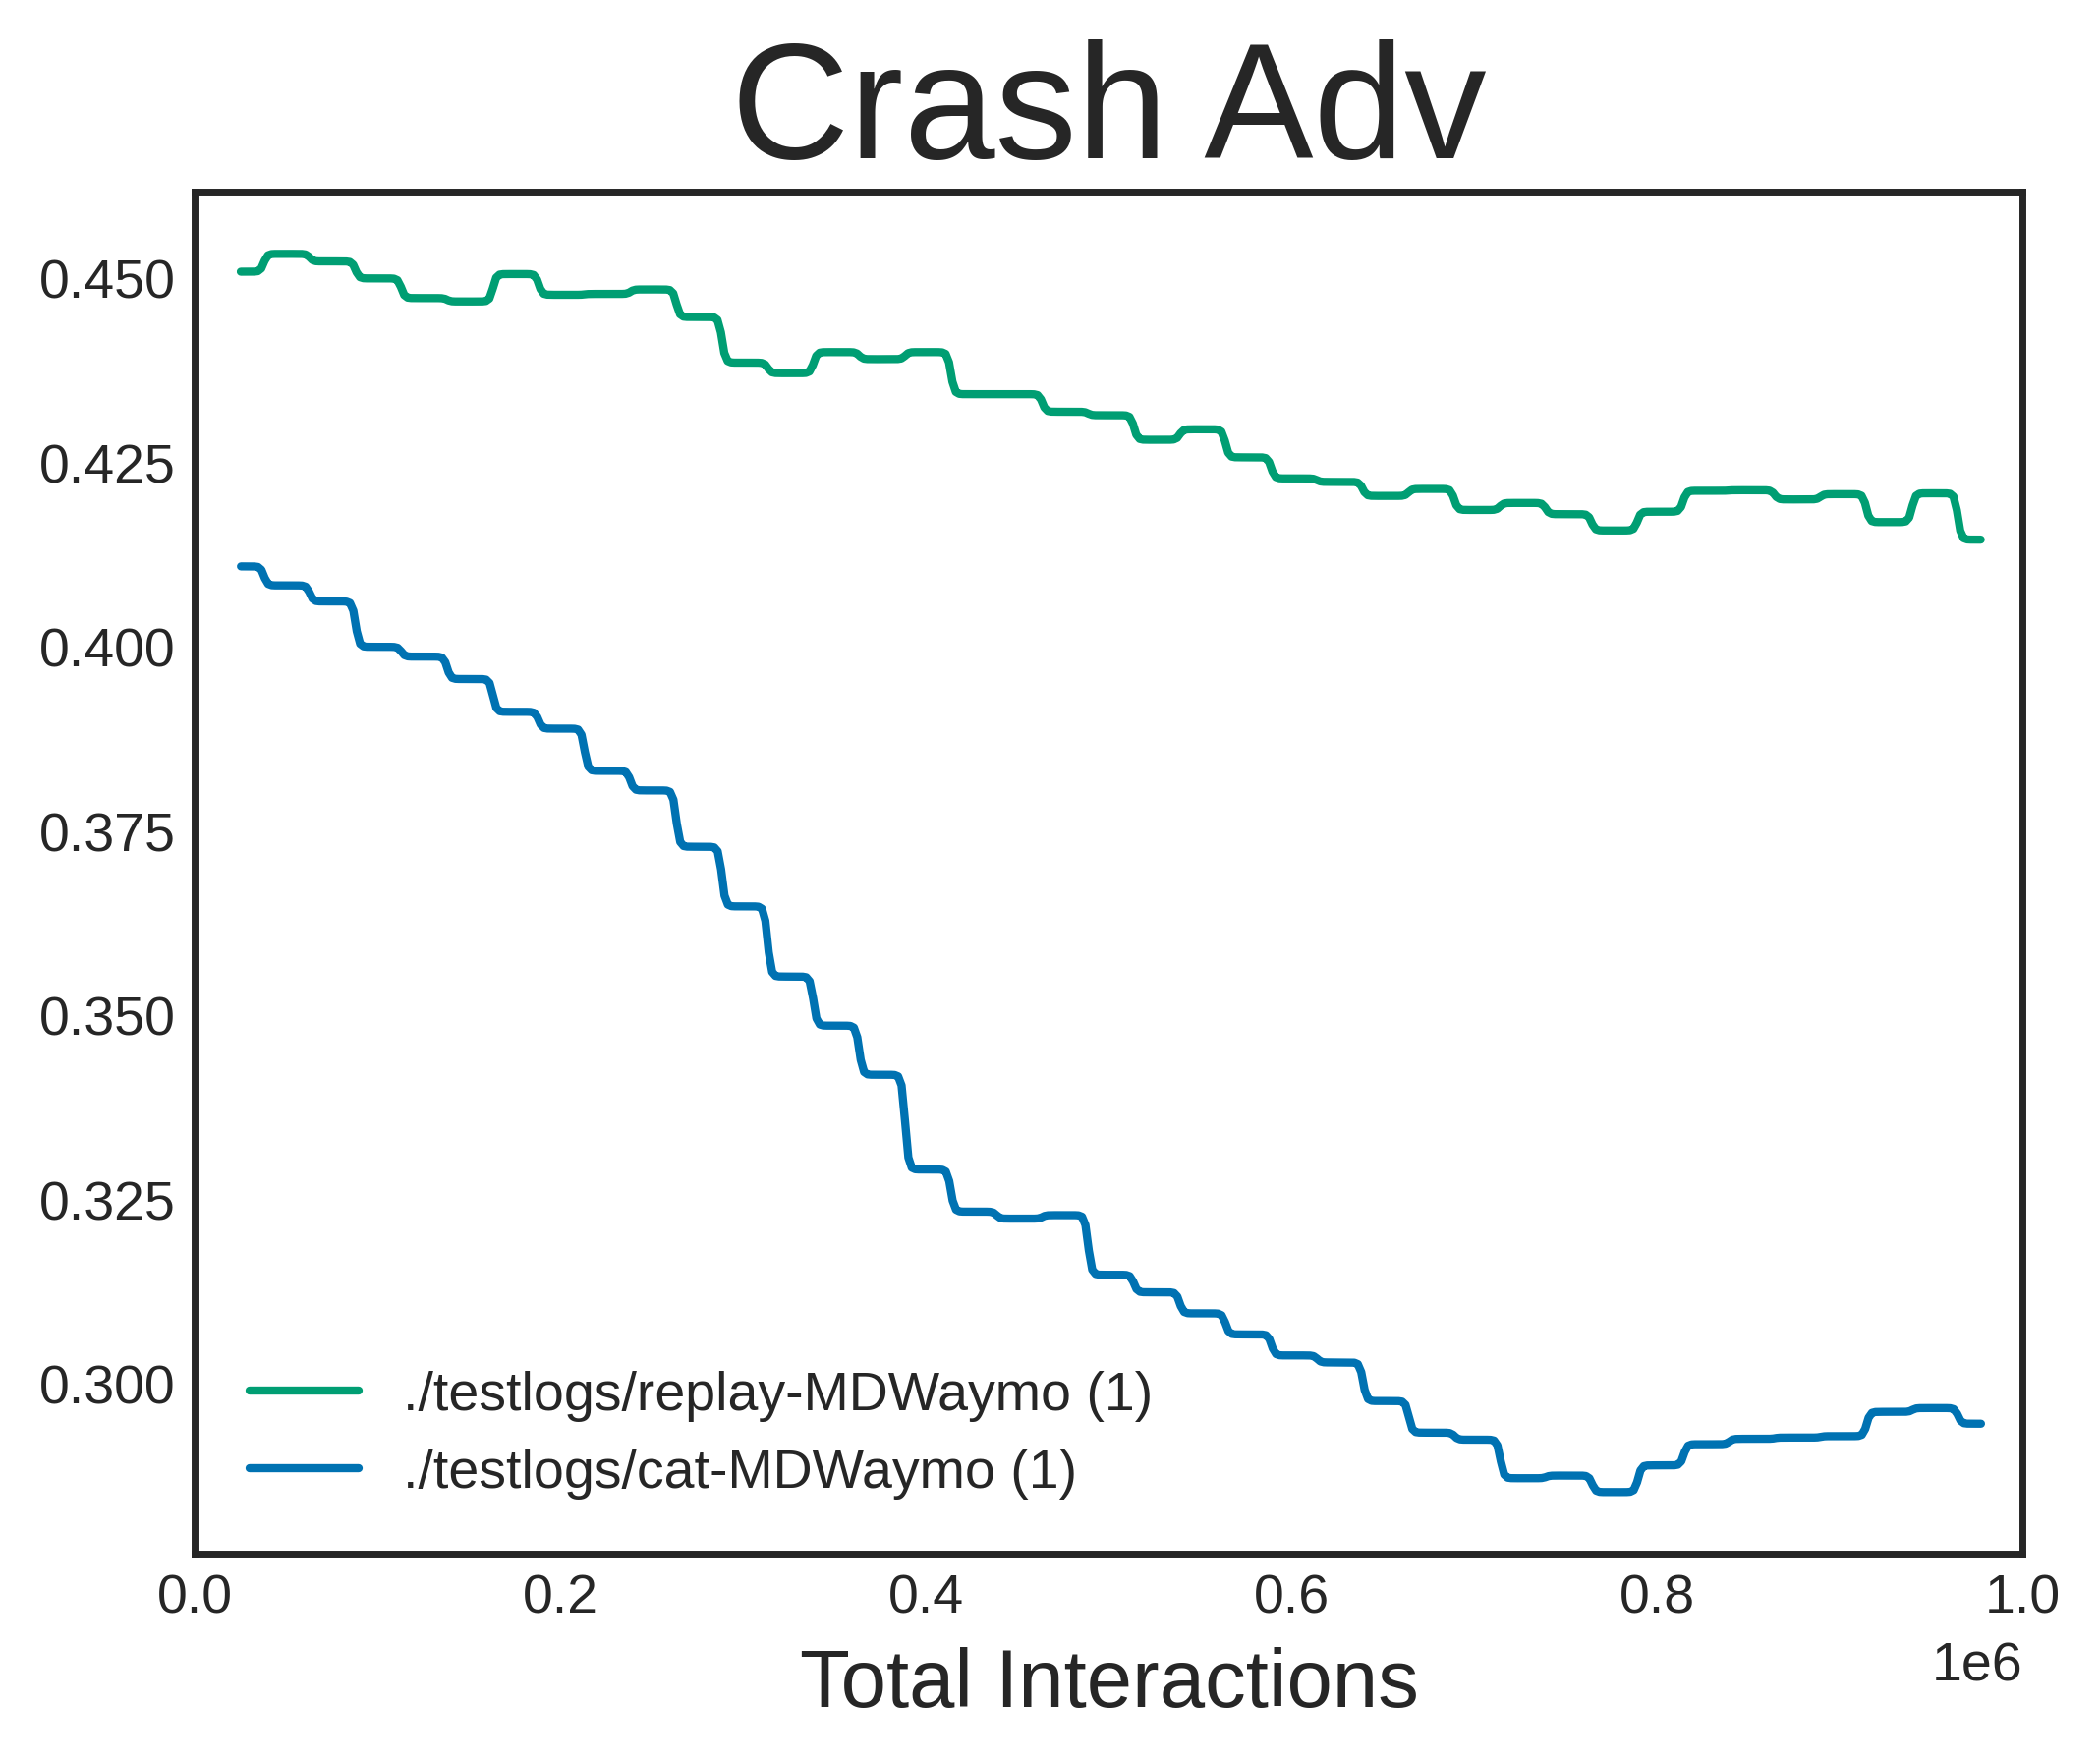 Crash Adv
0.450
0.425
0.400
0.375
0.350
0.325
0.300
./testlogs/replay-MDWaymo (1)
./testlogs/cat-MDWaymo (1)
0.0 0.2 0.4 0.6 0.8 1.0
1e6
Total Interactions